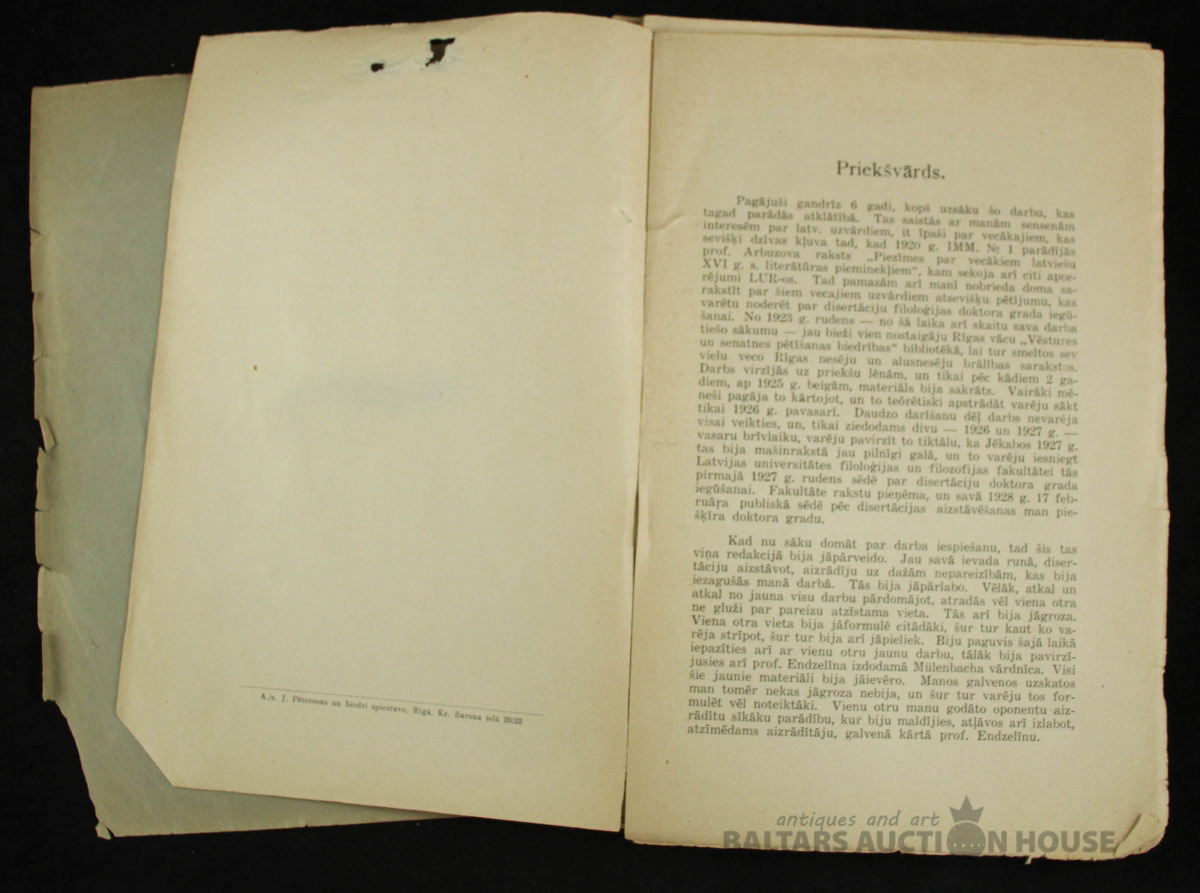 A./s. J. Pētersons un biedri spiestuve, Rīgā, Kr. Barona ielā 20/22
Priekšvārds.
Pagājuši gandrīz 6 gadi, kopš uzsāku šo darbu, kas
tagad parādās atklātībā. Tas saistās ar manām sensenām
interesēm par latv. uzvārdiem, it īpaši par vecākajiem, kas
sevišķi dzīvas kļuva tad, kad 1920 g. IMM. № 1 parādījās
prof. Arbuzova raksts „Piezīmes par vecākiem latviešu
XVI g. s. literātūras pieminekļiem“, kam sekoja arī citi apce-
rējumi LUR-os. Tad pamazām arī manī nobrieda doma sa-
rakstīt par šiem vecajiem uzvārdiem atsevišķu pētījumu, kas
varētu noderēt par disertāciju filoloģijas doktora grada iegū-
šanai. No 1923 g. rudens — no šā laika arī skaitu sava darba
tiešo sākumu — jau bieži vien nostaigāju Rīgas vācu „Vēstures
un senatnes pētīšanas biedrības“ bibliotēkā, lai tur smeltos sev
vielu veco Rīgas nesēju un alusnesēju brālības sarakstos.
Darbs virzījās uz priekšu lēnām, un tikai pēc kādiem 2 ga-
diem, ap 1925 g. beigām, materiāls bija sakrāts. Vairāki mē-
neši pagāja to kārtojot, un to teōrētiski apstrādāt varēju sākt
tikai 1926 g. pavasarī. Daudzo darīšanu dēļ darbs nevarēja
visai veikties, un, tikai ziedodams divu — 1926 un 1927 g. —
vasaru brīvlaiku, varēju pavirzīt to tiktālu, ka Jēkabos 1927 g.
tas bija mašinrakstā jau pilnīgi galā, un to varēju iesniegt
Latvijas universitātes filoloģijas un filozofijas fakultātei tās
pirmajā 1927 g. rudens sēdē par disertāciju doktora grada
iegūšanai. Fakultāte rakstu pieņēma, un savā 1928 g. 17 feb-
ruāŗa publiskā sēdē pēc disertācijas aizstāvēšanas man pie-
šķīra doktora gradu.
Kad nu sāku domāt par darba iespiešanu, tad šis tas
viņa redakcijā bija jāpārveido. Jau savā ievada runā, diser-
tāciju aizstāvot, aizrādīju uz dažām nepareizībām, kas bija
iezagušās manā darbā. Tās bija jāpārlabo. Vēlāk, atkal un
atkal no jauna visu darbu pārdomājot, atradās vēl viena otra
ne gluži par pareizu atzīstama vieta. Tās arī bija jāgroza.
Viena otra vieta bija jāformulē citādāki, šur tur kaut ko va-
rēja strīpot, šur tur bija arī jāpieliek. Biju paguvis šajā laikā
iepazīties arī ar vienu otru jaunu darbu, tālāk bija pavirzī-
jusies arī prof. Endzelīna izdodamā Mülenbacha vārdnīca. Visi
šie jaunie materiāli bija jāievēro. Manos galvenos uzskatos
man tomēr nekas jāgroza nebija, un šur tur varēju tos for-
mulēt vēl noteiktāki. Vienu otru manu godāto oponentu aiz-
rādītu sīkāku parādību, kur biju maldījies, atļāvos arī izlabot,
atzīmēdams aizrādītāju, galvenā kārtā prof. Endzelīnu.
antiques and art
BALTARS AUCTION HOUSE